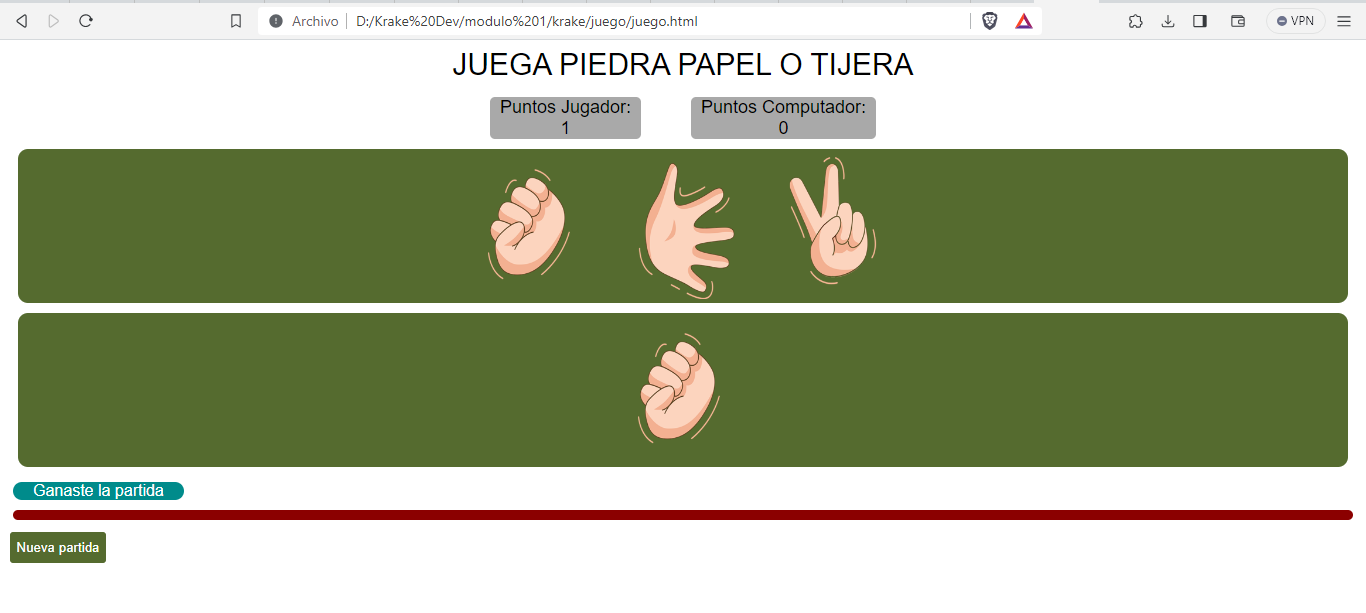 Archivo D:/Krake%20Dev/modulo%201/krake/juego/juego.html
VPN
JUEGA PIEDRA PAPEL O TIJERA
Puntos Jugador:
1
Puntos Computador:
0
Ganaste la partida
Nueva partida